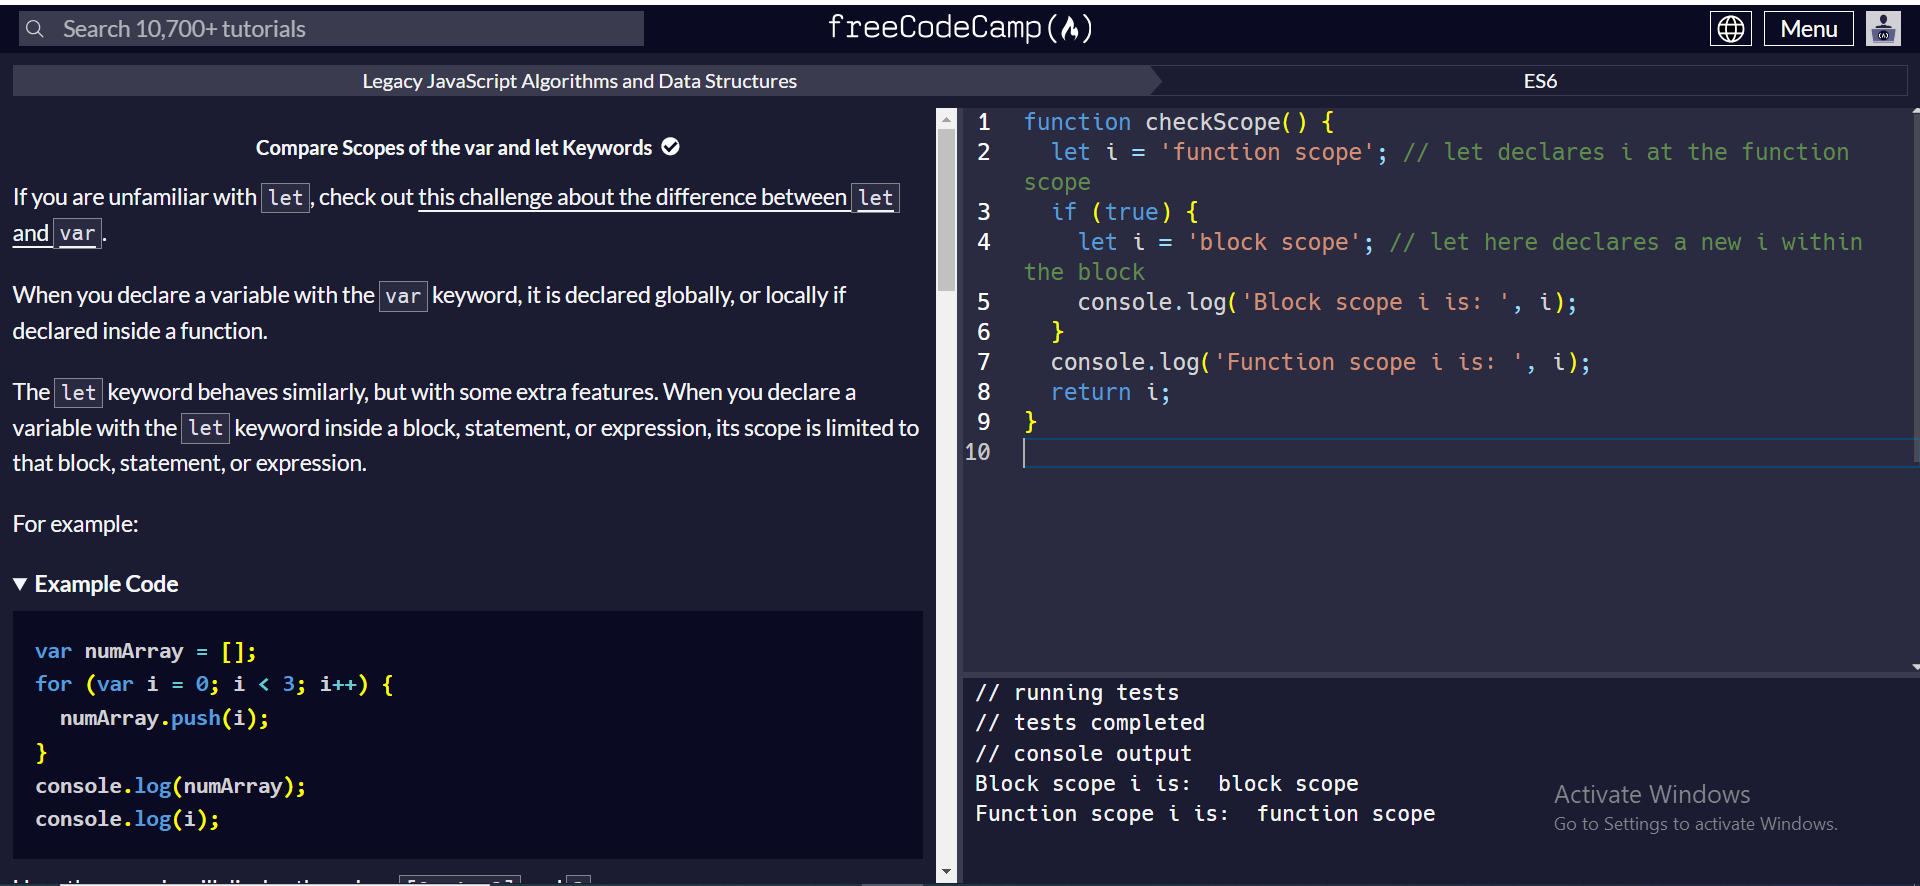 Search 10,700+ tutorials
freeCodeCamp(🔥)
Menu
Legacy JavaScript Algorithms and Data Structures
ES6
Compare Scopes of the var and let Keywords
If you are unfamiliar with let, check out this challenge about the difference between let
and var.
When you declare a variable with the var keyword, it is declared globally, or locally if
declared inside a function.
The let keyword behaves similarly, but with some extra features. When you declare a
variable with the let keyword inside a block, statement, or expression, its scope is limited to
that block, statement, or expression.
For example:
▼ Example Code
var numArray = [];
for (var i = 0; i < 3; i++) {
  numArray.push(i);
}
console.log(numArray);
console.log(i);
1 function checkScope() {
2   let i = 'function scope'; // let declares i at the function
scope
3   if (true) {
4     let i = 'block scope'; // let here declares a new i within
the block
5     console.log('Block scope i is: ', i);
6   }
7   console.log('Function scope i is: ', i);
8   return i;
9 }
10
// running tests
// tests completed
// console output
Block scope i is:  block scope
Function scope i is:  function scope
Activate Windows
Go to Settings to activate Windows.